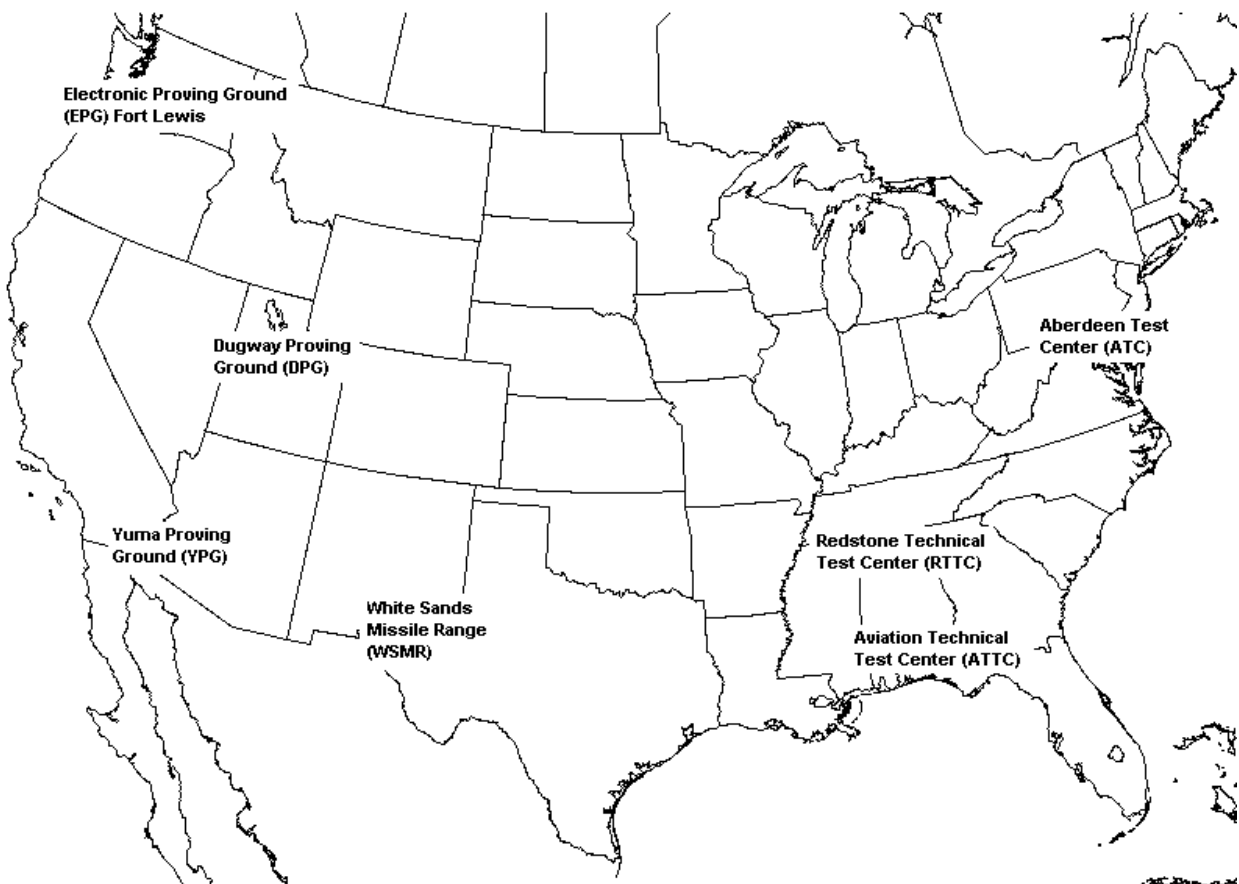 Electronic Proving Ground
(EPG) Fort Lewis
Aberdeen Test
Center (ATC)
Dugway Proving
Ground (DPG)
Yuma Proving
Ground (YPG)
Redstone Technical
Test Center (RTTC)
White Sands
Missile Range
(WSMR)
Aviation Technical
Test Center (ATTC)